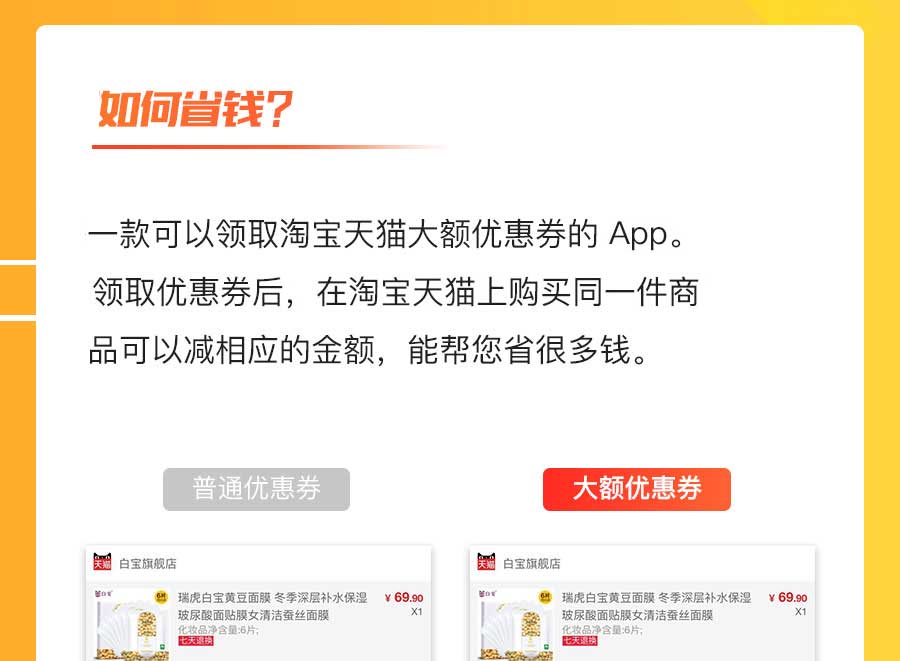 如何省钱?
一款可以领取淘宝天猫大额优惠券的 App。
领取优惠券后，在淘宝天猫上购买同一件商
品可以减相应的金额，能帮您省很多钱。
普通优惠券
大额优惠券
天猫 白宝旗舰店
白宝
6片
瑞虎白宝黄豆面膜 冬季深层补水保湿 ¥ 69.90
玻尿酸面贴膜女清洁蚕丝面膜 X1
化妆品净含量:6片;
七天退换
天猫 白宝旗舰店
白宝
6片
瑞虎白宝黄豆面膜 冬季深层补水保湿 ¥ 69.90
玻尿酸面贴膜女清洁蚕丝面膜 X1
化妆品净含量:6片;
七天退换